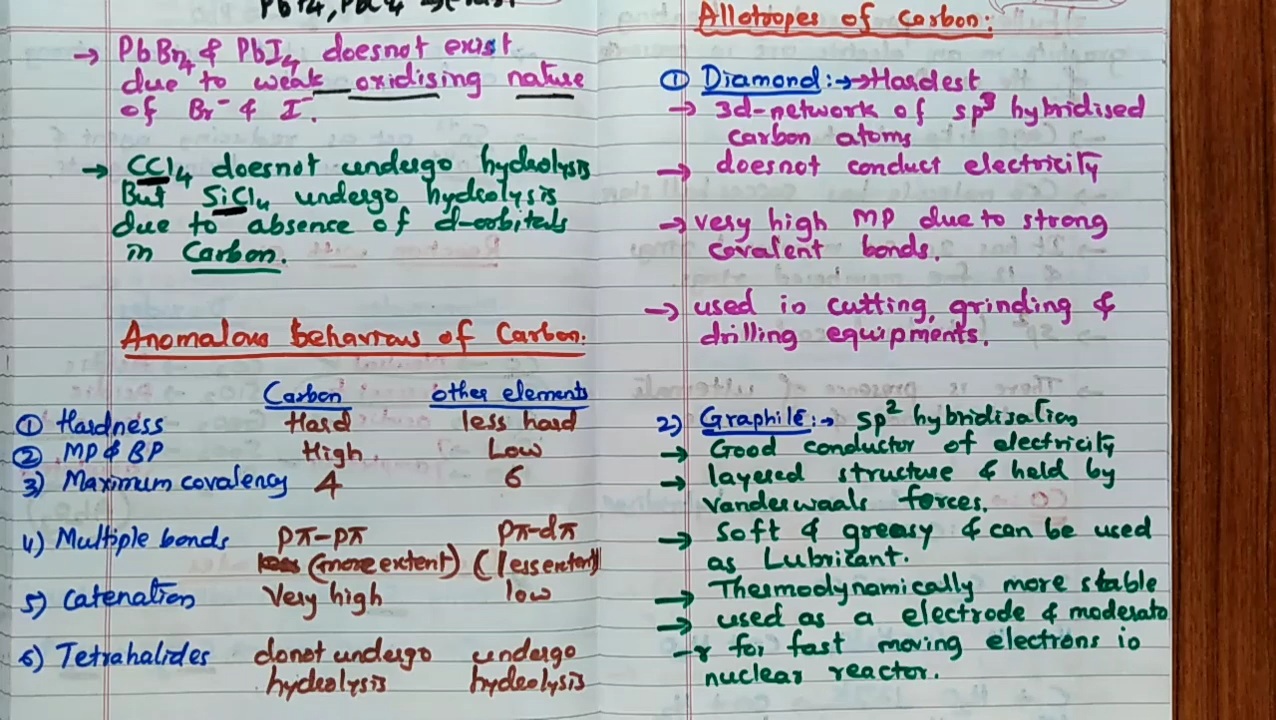 → PbBr4 & PbI4 doesnot exist
due to weak oxidising nature
of Br⁻ & I⁻.
→ CCl4 doesnot undergo hydrolysis
But SiCl4 undergo hydrolysis
due to absence of d-orbitals
in Carbon.
Anomalous behaviour of Carbon:
Carbon other elements
① Hardness Hard less hard
② MP & BP High Low
3) Maximum covalency 4 6
4) Multiple bonds pπ-pπ pπ-dπ
(more extent) (less extent)
5) Catenation Very high low
6) Tetrahalides donot undergo undergo
hydrolysis hydrolysis
Allotropes of Carbon:
① Diamond:→→Hardest
→ 3d-network of sp³ hybridised
carbon atoms
→ doesnot conduct electricity
→ very high MP due to strong
covalent bonds.
→ used in cutting, grinding &
drilling equipments.
2) Graphite:→ sp² hybridisation
→ Good conductor of electricity
→ layered structure & held by
Vanderwaals forces.
→ Soft & greasy & can be used
as Lubricant.
→ Thermodynamically more stable
→ used as a electrode & moderato
-r for fast moving electrons in
nuclear reactor.